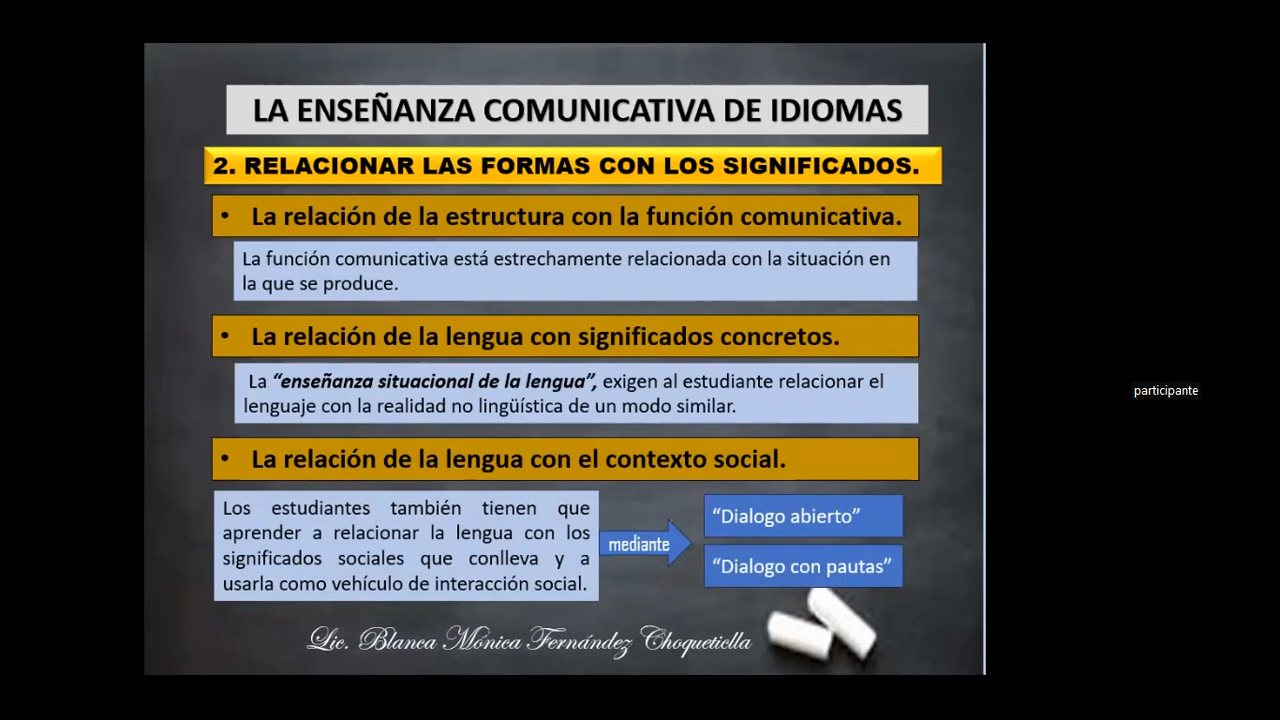 LA ENSEÑANZA COMUNICATIVA DE IDIOMAS
2. RELACIONAR LAS FORMAS CON LOS SIGNIFICADOS.
• La relación de la estructura con la función comunicativa.
La función comunicativa está estrechamente relacionada con la situación en
la que se produce.
• La relación de la lengua con significados concretos.
La “enseñanza situacional de la lengua”, exigen al estudiante relacionar el
lenguaje con la realidad no lingüística de un modo similar.
• La relación de la lengua con el contexto social.
Los estudiantes también tienen que
aprender a relacionar la lengua con los
significados sociales que conlleva y a
usarla como vehículo de interacción social.
mediante
“Dialogo abierto”
“Dialogo con pautas”
Lic. Blanca Mónica Fernández Choqueticlla
participante